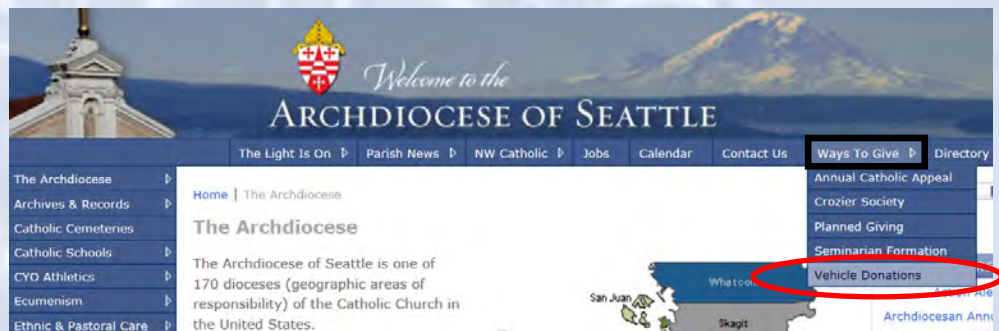 Welcome to the
ARCHDIOCESE OF SEATTLE
The Light Is On
Parish News
NW Catholic
Jobs
Calendar
Contact Us
Ways To Give
Directory
The Archdiocese
Archives & Records
Catholic Cemeteries
Catholic Schools
CYO Athletics
Ecumenism
Ethnic & Pastoral Care
Home | The Archdiocese
The Archdiocese
The Archdiocese of Seattle is one of
170 dioceses (geographic areas of
responsibility) of the Catholic Church in
the United States.
San Juan
Skagit
Annual Catholic Appeal
Crozier Society
Planned Giving
Seminarian Formation
Vehicle Donations
Archdiocesan